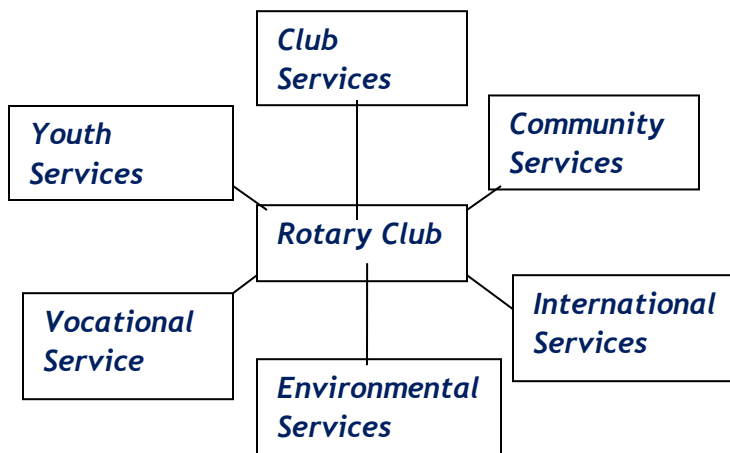 Club
Services
Youth
Services
Community
Services
Rotary Club
Vocational
Service
International
Services
Environmental
Services